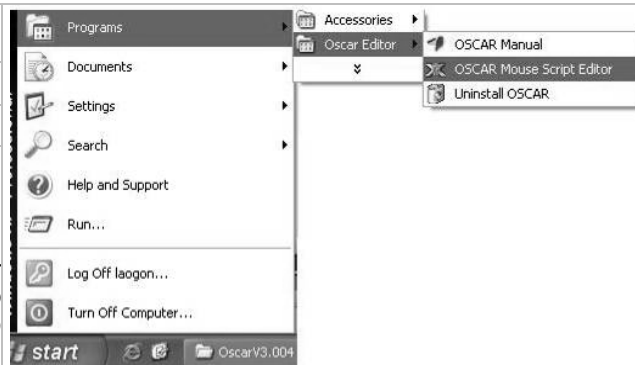 Programs
Documents
Settings
Search
Help and Support
Run...
Log Off laogon...
Turn Off Computer...
Accessories
Oscar Editor
OSCAR Manual
OSCAR Mouse Script Editor
Uninstall OSCAR
start
OscarV3.004